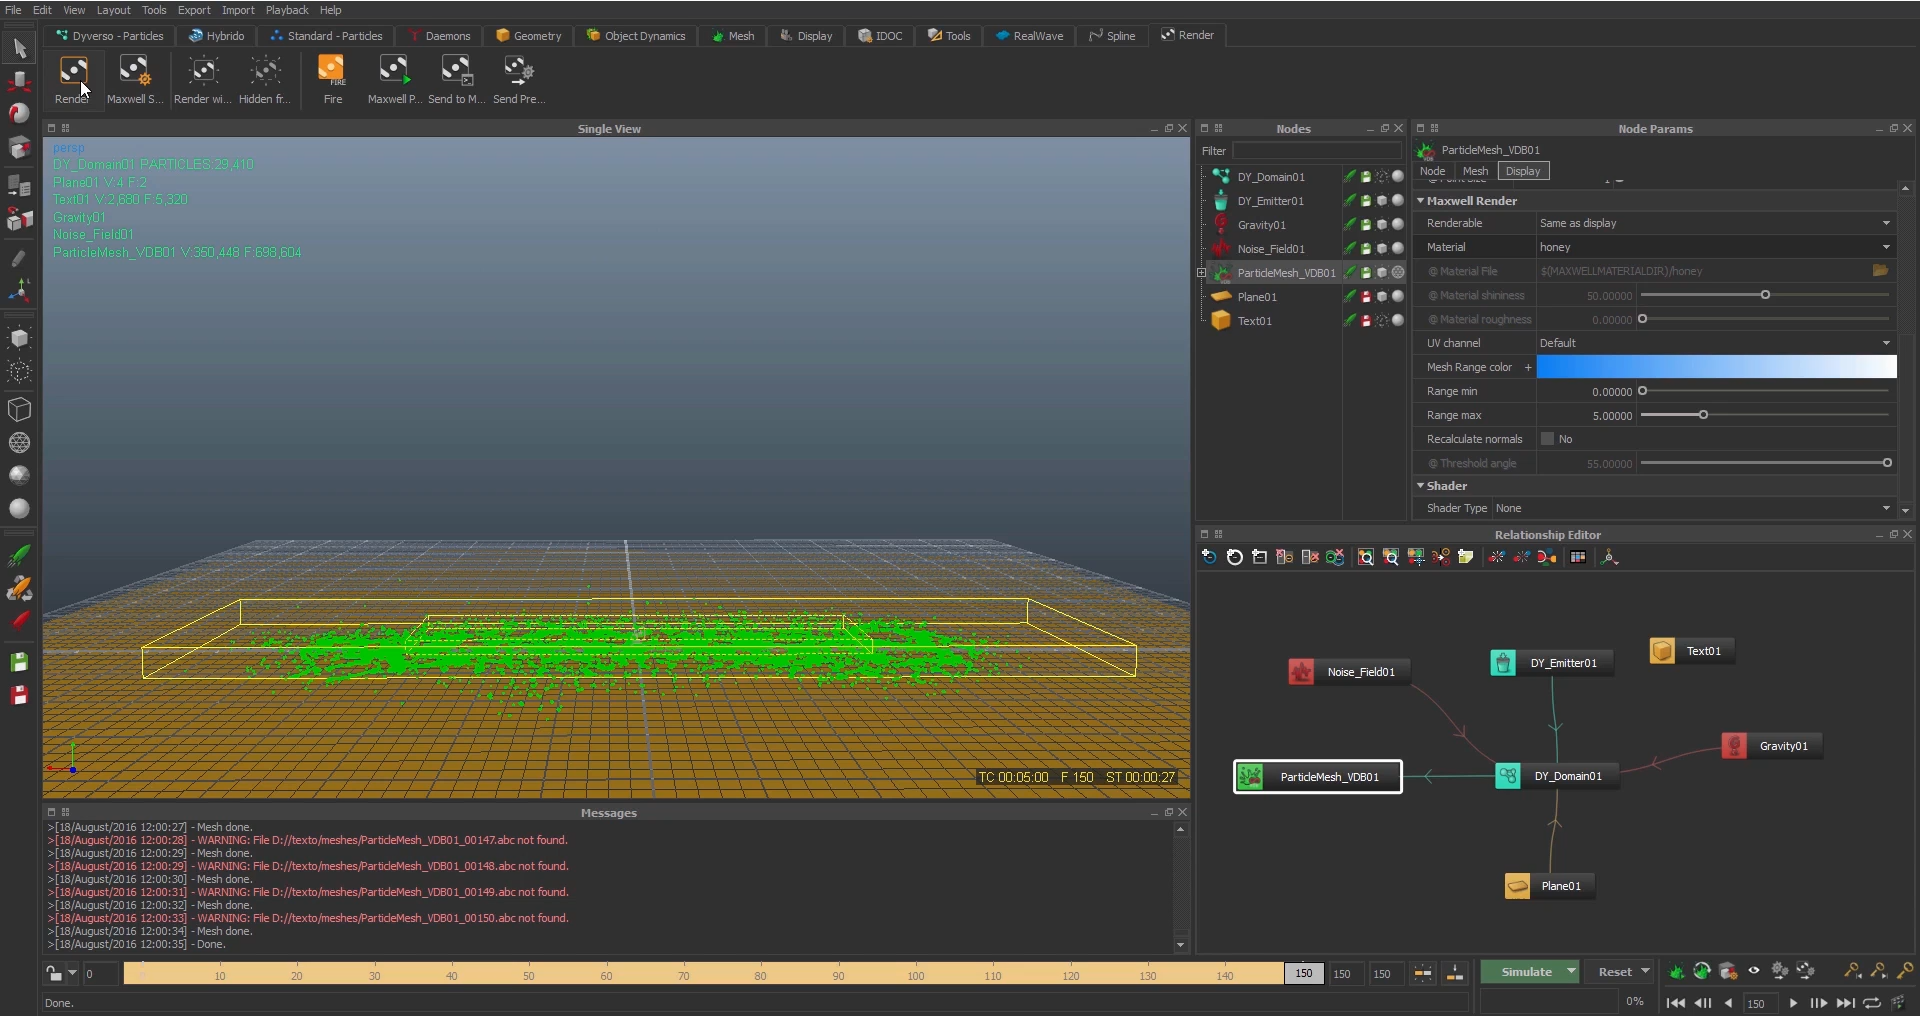 File Edit View Layout Tools Export Import Playback Help
Dyverso - Particles Hybrido Standard - Particles Daemons Geometry Object Dynamics Mesh Display IDOC Tools RealWave Spline Render
Render Maxwell S... Render wi... Hidden fr... Fire Maxwell P... Send to M... Send Pre...
FIRE
Single View
persp
DY_Domain01 PARTICLES:29,410
Plane01 V:4 F:2
Text01 V:2,680 F:5,320
Gravity01
Noise_Field01
ParticleMesh_VDB01 V:350,448 F:698,604
TC 00:05:00 F 150 ST 00:00:27
Nodes
Filter
DY_Domain01
DY_Emitter01
Gravity01
Noise_Field01
ParticleMesh_VDB01
Plane01
Text01
Node Params
ParticleMesh_VDB01
Node Mesh Display
Maxwell Render
Renderable Same as display
Material honey
@ Material File $(MAXWELLMATERIALDIR)/honey
@ Material shininess 50.00000
@ Material roughness 0.00000
UV channel Default
Mesh Range color +
Range min 0.00000
Range max 5.00000
Recalculate normals No
@ Threshold angle 55.00000
Shader
Shader Type None
Relationship Editor
Text01
DY_Emitter01
Noise_Field01
Gravity01
ParticleMesh_VDB01
DY_Domain01
Plane01
Messages
>[18/August/2016 12:00:27] - Mesh done.
>[18/August/2016 12:00:28] - WARNING: File D://texto/meshes/ParticleMesh_VDB01_00147.abc not found.
>[18/August/2016 12:00:29] - Mesh done.
>[18/August/2016 12:00:29] - WARNING: File D://texto/meshes/ParticleMesh_VDB01_00148.abc not found.
>[18/August/2016 12:00:30] - Mesh done.
>[18/August/2016 12:00:31] - WARNING: File D://texto/meshes/ParticleMesh_VDB01_00149.abc not found.
>[18/August/2016 12:00:32] - Mesh done.
>[18/August/2016 12:00:33] - WARNING: File D://texto/meshes/ParticleMesh_VDB01_00150.abc not found.
>[18/August/2016 12:00:34] - Mesh done.
>[18/August/2016 12:00:35] - Done.
0 10 20 30 40 50 60 70 80 90 100 110 120 130 140 150 150 150
Simulate Reset
Done.
0% 150